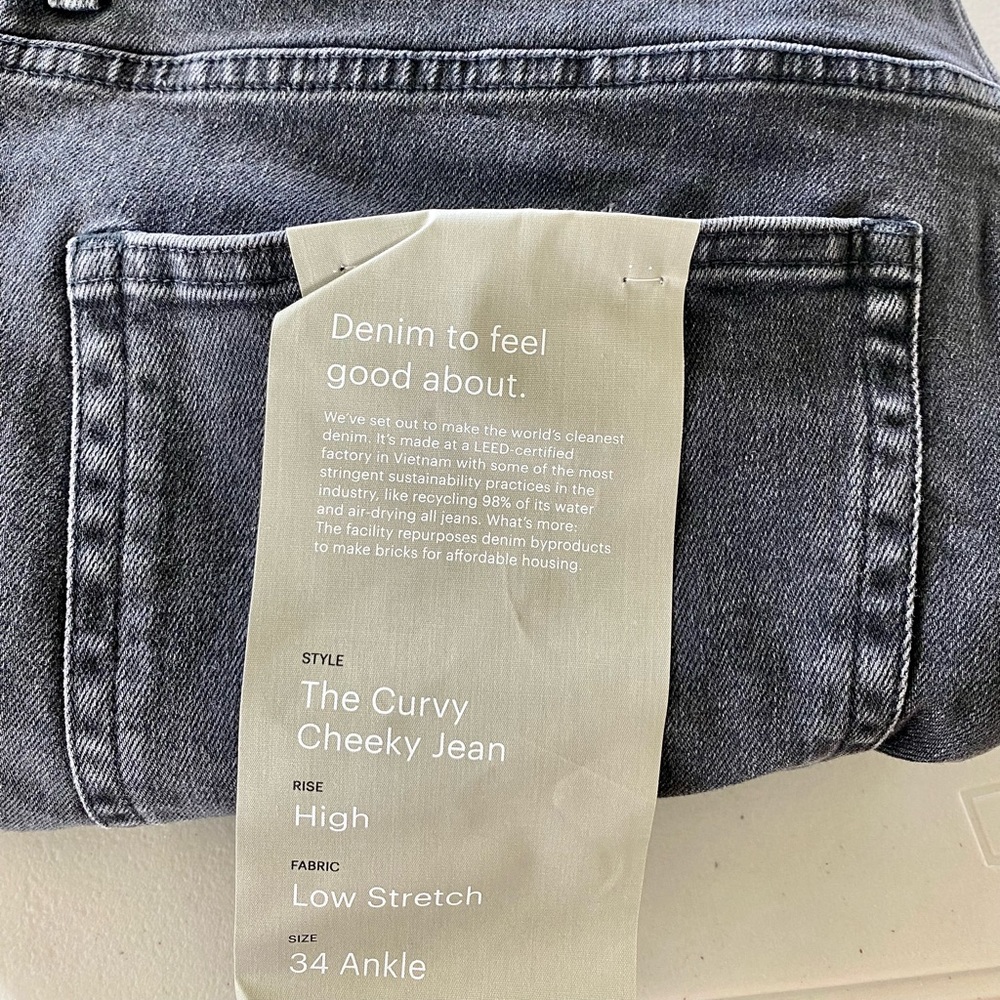 Denim to feel
good about.
We've set out to make the world's cleanest
denim. It's made at a LEED-certified
factory in Vietnam with some of the most
stringent sustainability practices in the
industry, like recycling 98% of its water
and air-drying all jeans. What's more:
The facility repurposes denim byproducts
to make bricks for affordable housing.
STYLE
The Curvy
Cheeky Jean
RISE
High
FABRIC
Low Stretch
SIZE
34 Ankle